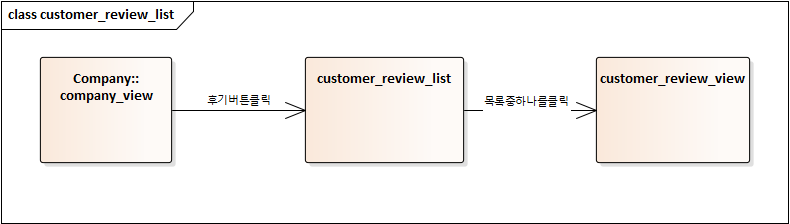 class customer_review_list
Company::
company_view
후기버튼클릭
customer_review_list
목록중하나를클릭
customer_review_view